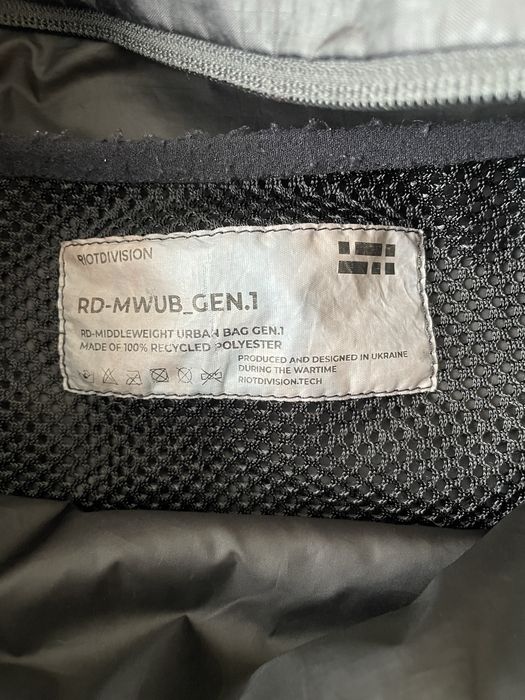 RIOTDIVISION
RD-MWUB_GEN.1
RD-MIDDLEWEIGHT URBAN BAG GEN.1
MADE OF 100% RECYCLED POLYESTER
PRODUCED AND DESIGNED IN UKRAINE
DURING THE WARTIME
RIOTDIVISION.TECH